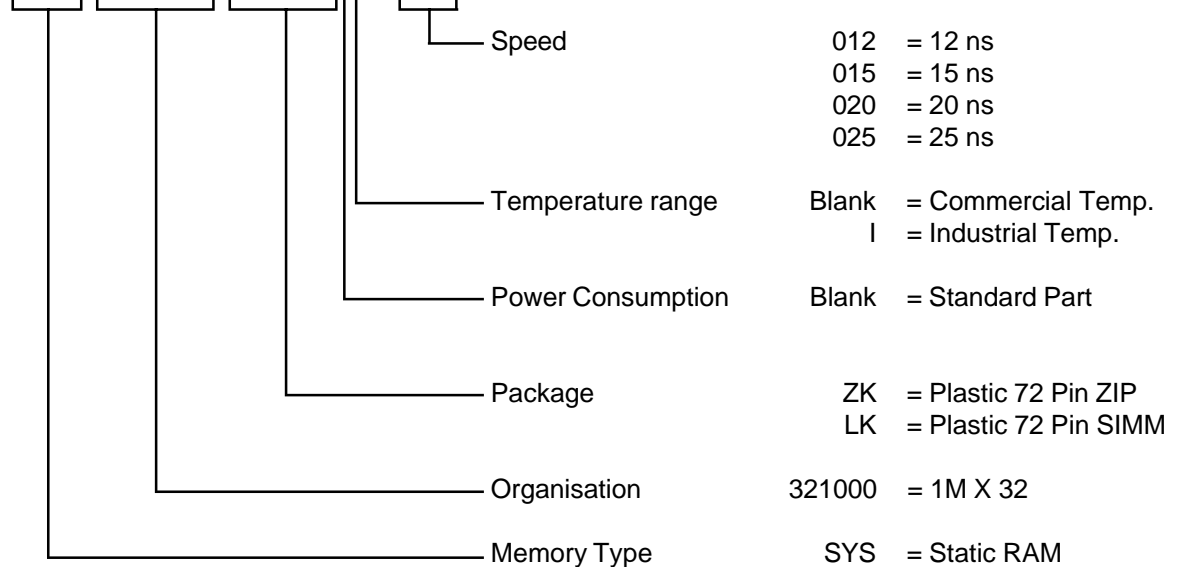 Speed 012 = 12 ns
015 = 15 ns
020 = 20 ns
025 = 25 ns
Temperature range Blank = Commercial Temp.
I = Industrial Temp.
Power Consumption Blank = Standard Part
Package ZK = Plastic 72 Pin ZIP
LK = Plastic 72 Pin SIMM
Organisation 321000 = 1M X 32
Memory Type SYS = Static RAM